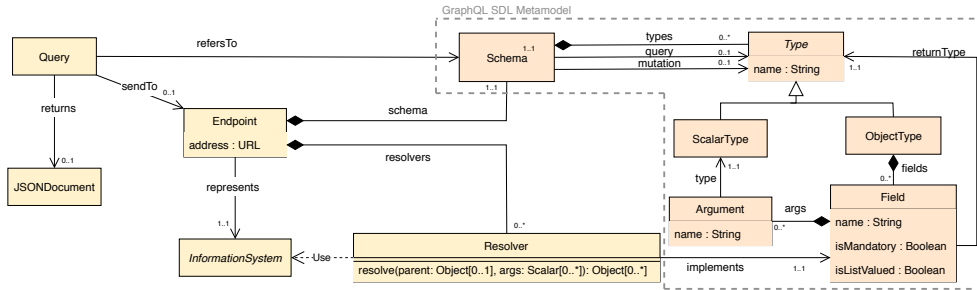 GraphQL SDL Metamodel
Query
refersTo
1..1
Schema
1..1
types
0..*
query
0..1
mutation
0..1
Type
name : String
returnType
1..1
returns
0..1
JSONDocument
sendTo
0..1
Endpoint
address : URL
schema
resolvers
0..*
represents
1..1
InformationSystem
Use
Resolver
resolve(parent: Object[0..1], args: Scalar[0..*]): Object[0..*]
implements
1..1
ScalarType
1..1
type
ObjectType
fields
0..*
Argument
name : String
args
0..*
Field
name : String
isMandatory : Boolean
isListValued : Boolean